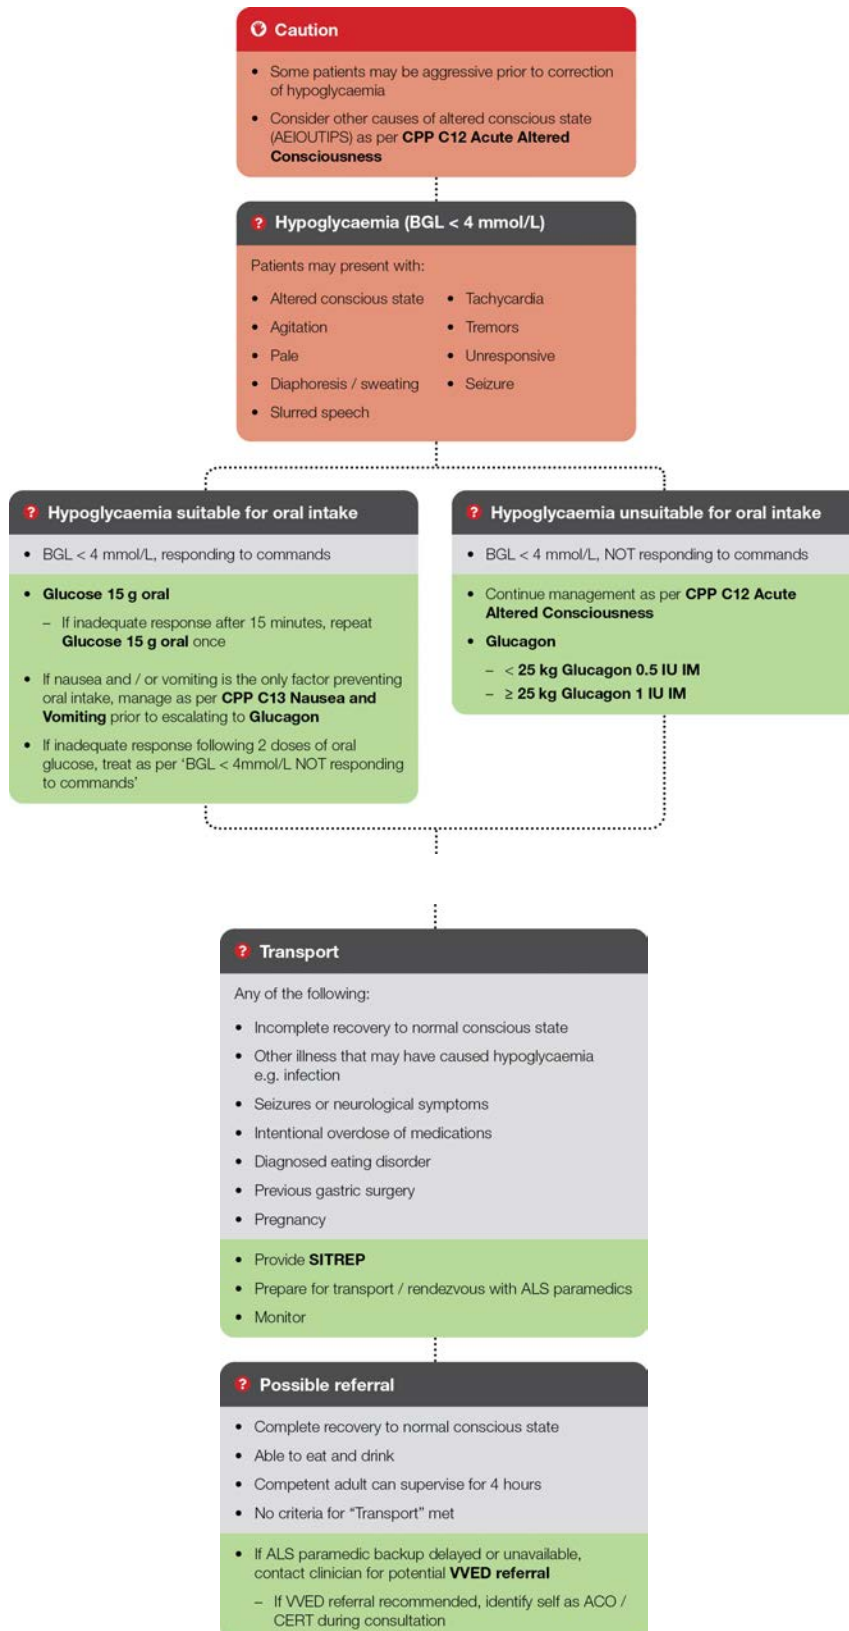 Caution
• Some patients may be aggressive prior to correction
of hypoglycaemia
• Consider other causes of altered conscious state
(AEIOUTIPS) as per CPP C12 Acute Altered
Consciousness
? Hypoglycaemia (BGL < 4 mmol/L)
Patients may present with:
• Altered conscious state
• Agitation
• Pale
• Diaphoresis / sweating
• Slurred speech
• Tachycardia
• Tremors
• Unresponsive
• Seizure
? Hypoglycaemia suitable for oral intake
• BGL < 4 mmol/L, responding to commands
• Glucose 15 g oral
– If inadequate response after 15 minutes, repeat
Glucose 15 g oral once
• If nausea and / or vomiting is the only factor preventing
oral intake, manage as per CPP C13 Nausea and
Vomiting prior to escalating to Glucagon
• If inadequate response following 2 doses of oral
glucose, treat as per ‘BGL < 4mmol/L NOT responding
to commands’
? Hypoglycaemia unsuitable for oral intake
• BGL < 4 mmol/L, NOT responding to commands
• Continue management as per CPP C12 Acute
Altered Consciousness
• Glucagon
– < 25 kg Glucagon 0.5 IU IM
– ≥ 25 kg Glucagon 1 IU IM
? Transport
Any of the following:
• Incomplete recovery to normal conscious state
• Other illness that may have caused hypoglycaemia
e.g. infection
• Seizures or neurological symptoms
• Intentional overdose of medications
• Diagnosed eating disorder
• Previous gastric surgery
• Pregnancy
• Provide SITREP
• Prepare for transport / rendezvous with ALS paramedics
• Monitor
? Possible referral
• Complete recovery to normal conscious state
• Able to eat and drink
• Competent adult can supervise for 4 hours
• No criteria for “Transport” met
• If ALS paramedic backup delayed or unavailable,
contact clinician for potential VVED referral
– If VVED referral recommended, identify self as ACO /
CERT during consultation